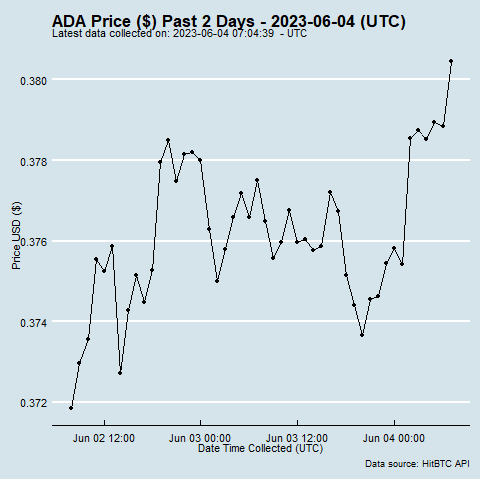 ADA Price ($) Past 2 Days - 2023-06-04 (UTC)
Latest data collected on: 2023-06-04 07:04:39  - UTC
0.380
0.378
0.376
0.374
0.372
Price USD ($)
Jun 02 12:00
Jun 03 00:00
Jun 03 12:00
Jun 04 00:00
Date Time Collected (UTC)
Data source: HitBTC API